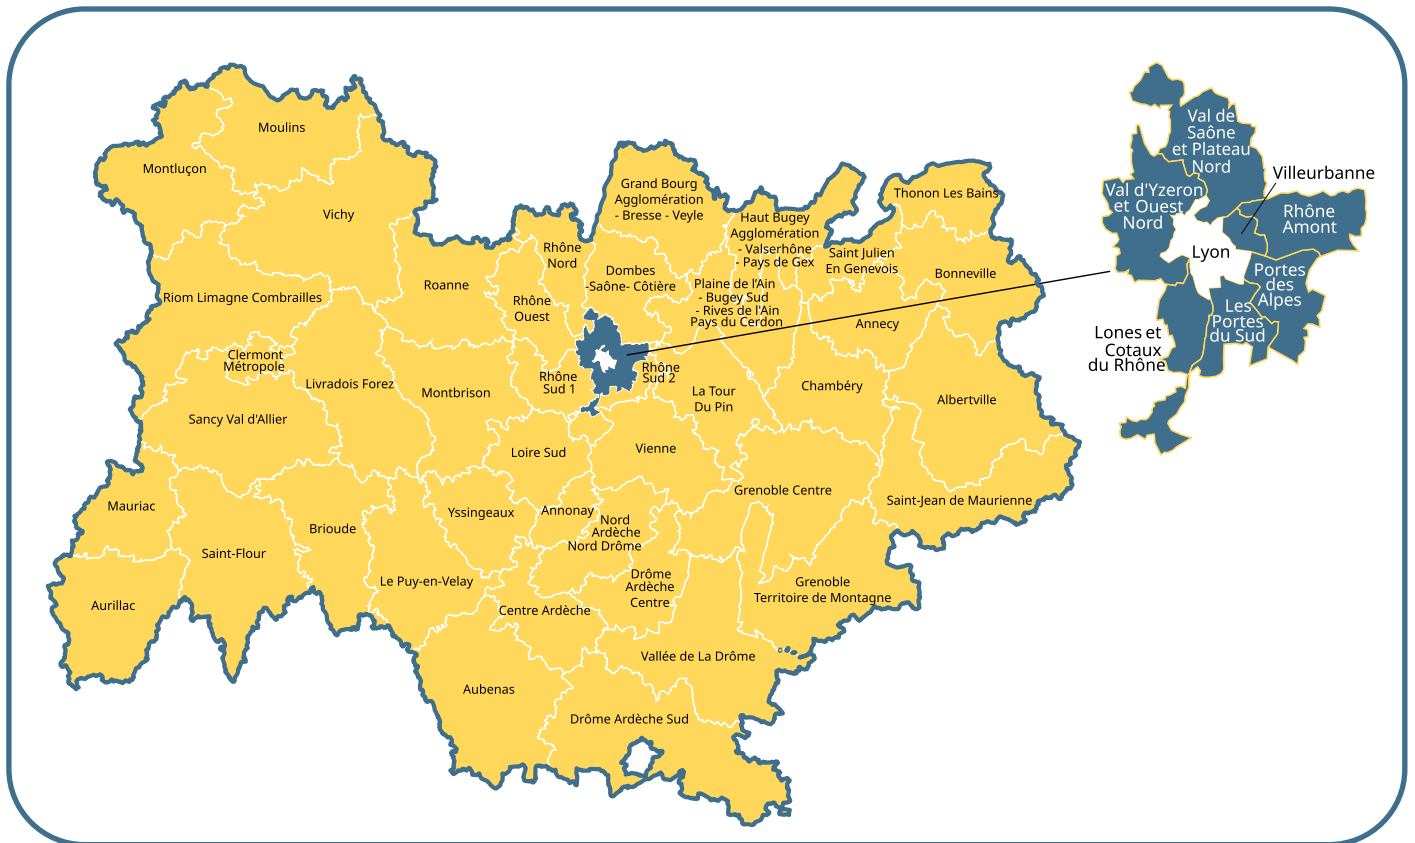 Moulins
Montluçon
Vichy
Riom Limagne Combrailles
Clermont
Métropole
Livradois Forez
Sancy Val d'Allier
Mauriac
Saint-Flour
Aurillac
Brioude
Le Puy-en-Velay
Yssingeaux
Roanne
Montbrison
Loire Sud
Rhône
Nord
Rhône
Ouest
Rhône
Sud 1
Rhône
Sud 2
Grand Bourg
Agglomération
- Bresse - Veyle
Dombes
-Saône- Côtière
Haut Bugey
Agglomération
- Valserhône
- Pays de Gex
Plaine de l’Ain
- Bugey Sud
- Rives de l'Ain
Pays du Cerdon
Thonon Les Bains
Saint Julien
En Genevois
Bonneville
Annecy
Chambéry
Albertville
La Tour
Du Pin
Vienne
Grenoble Centre
Saint-Jean de Maurienne
Annonay
Nord
Ardèche
Nord Drôme
Drôme
Ardèche
Centre
Centre Ardèche
Grenoble
Territoire de Montagne
Vallée de La Drôme
Aubenas
Drôme Ardèche Sud
Val de
Saône
et Plateau
Nord
Villeurbanne
Val d'Yzeron
et Ouest
Nord
Rhône
Amont
Lyon
Portes
des
Alpes
Les
Portes
du Sud
Lones et
Cotaux
du Rhône